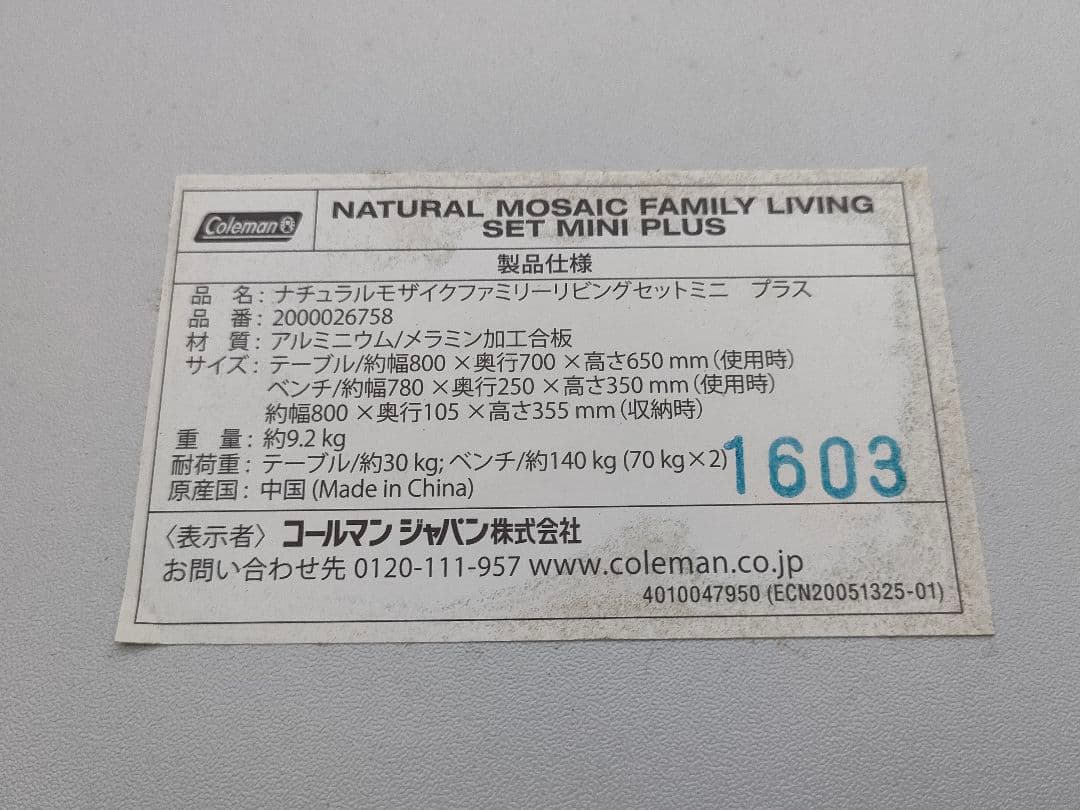 Coleman
NATURAL MOSAIC FAMILY LIVING
SET MINI PLUS
製品仕様
品　名：ナチュラルモザイクファミリーリビングセットミニ　プラス
品　番：2000026758
材　質：アルミニウム/メラミン加工合板
サイズ：テーブル/約幅800×奥行700×高さ650 mm（使用時）
ベンチ/約幅780×奥行250×高さ350 mm（使用時）
約幅800×奥行105×高さ355 mm（収納時）
重　量：約9.2 kg
耐荷重：テーブル/約30 kg; ベンチ/約140 kg (70 kg×2)
1603
原産国：中国 (Made in China)
〈表示者〉コールマン ジャパン株式会社
お問い合わせ先 0120-111-957 www.coleman.co.jp
4010047950 (ECN20051325-01)